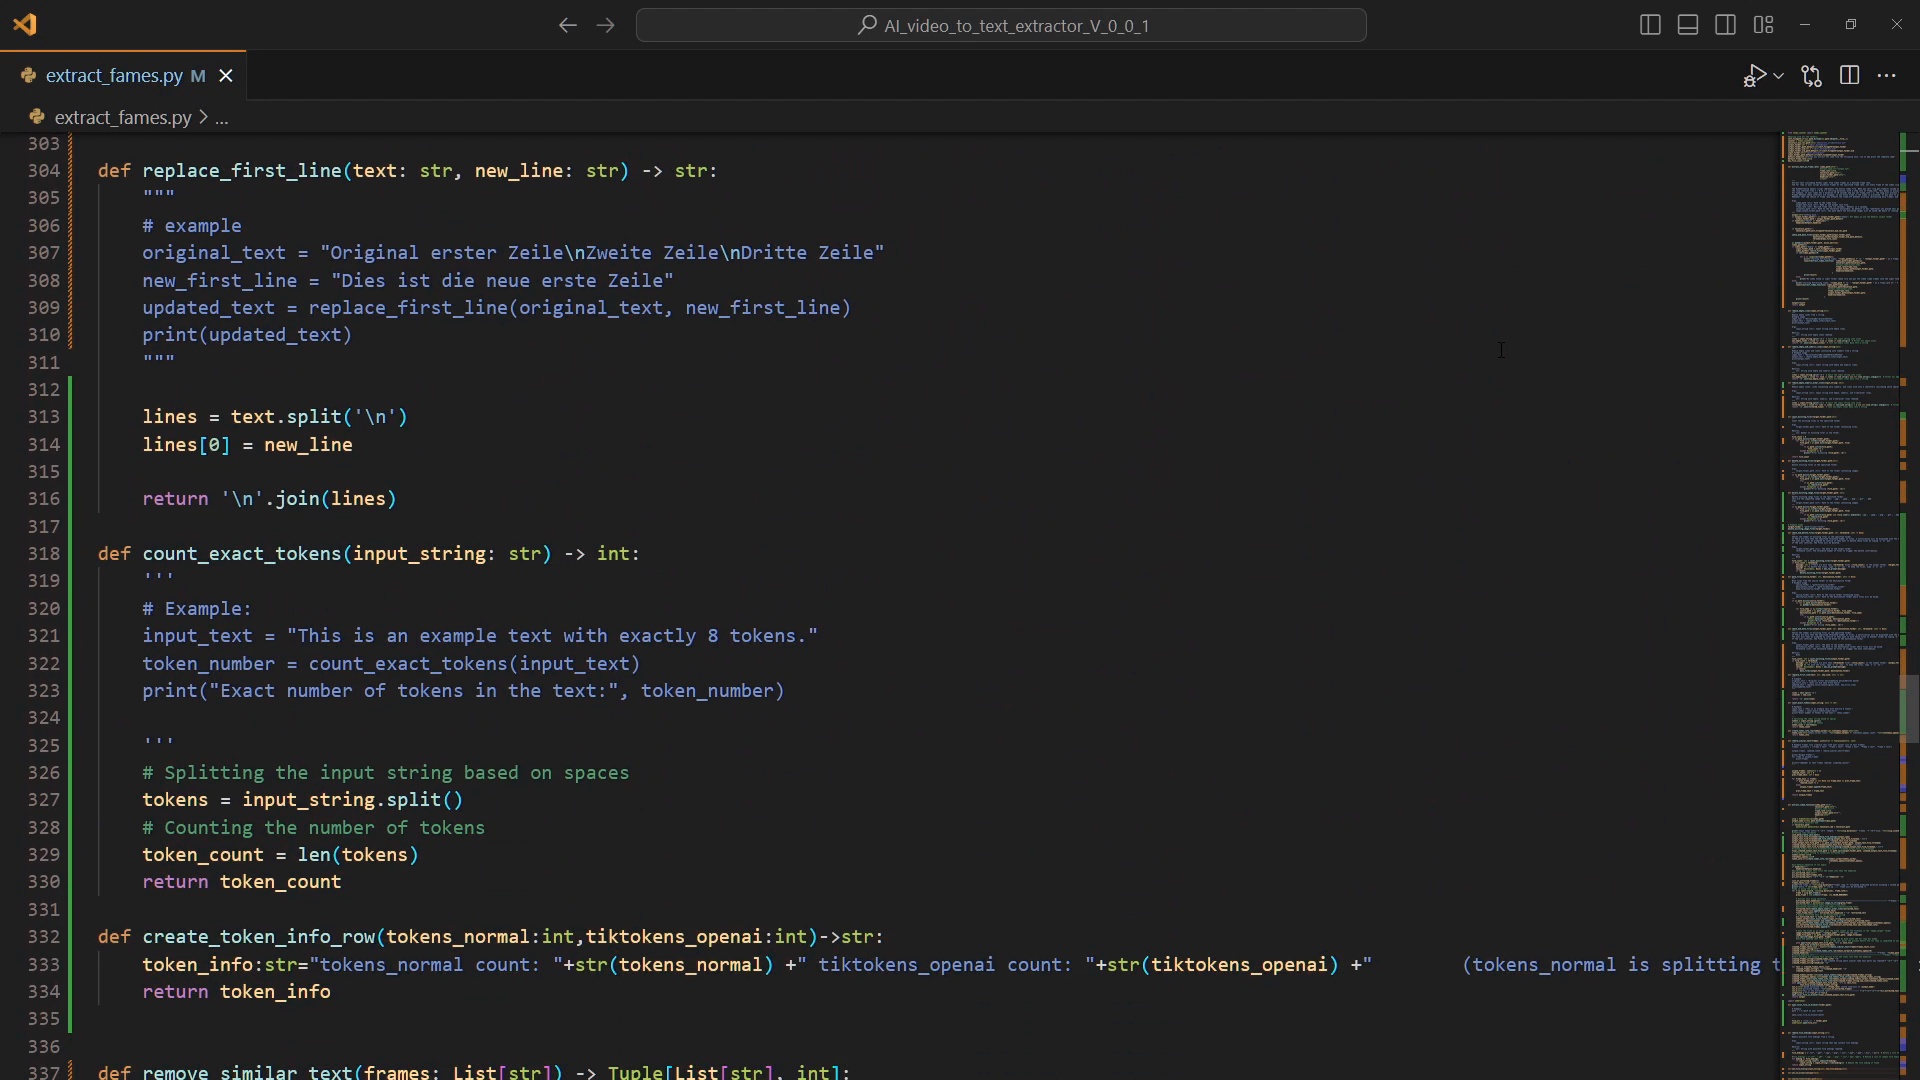 AI_video_to_text_extractor_V_0_0_1
extract_fames.py M
extract_fames.py > ...
303
304 def replace_first_line(text: str, new_line: str) -> str:
305 """
306 # example
307 original_text = "Original erster Zeile\nZweite Zeile\nDritte Zeile"
308 new_first_line = "Dies ist die neue erste Zeile"
309 updated_text = replace_first_line(original_text, new_first_line)
310 print(updated_text)
311 """
312
313 lines = text.split('\n')
314 lines[0] = new_line
315
316 return '\n'.join(lines)
317
318 def count_exact_tokens(input_string: str) -> int:
319 '''
320 # Example:
321 input_text = "This is an example text with exactly 8 tokens."
322 token_number = count_exact_tokens(input_text)
323 print("Exact number of tokens in the text:", token_number)
324
325 '''
326 # Splitting the input string based on spaces
327 tokens = input_string.split()
328 # Counting the number of tokens
329 token_count = len(tokens)
330 return token_count
331
332 def create_token_info_row(tokens_normal:int,tiktokens_openai:int)->str:
333 token_info:str="tokens_normal count: "+str(tokens_normal) +" tiktokens_openai count: "+str(tiktokens_openai) +" (tokens_normal is splitting t
334 return token_info
335
336
337 def remove_similar_text(frames: List[str]) -> Tuple[List[str], int]: